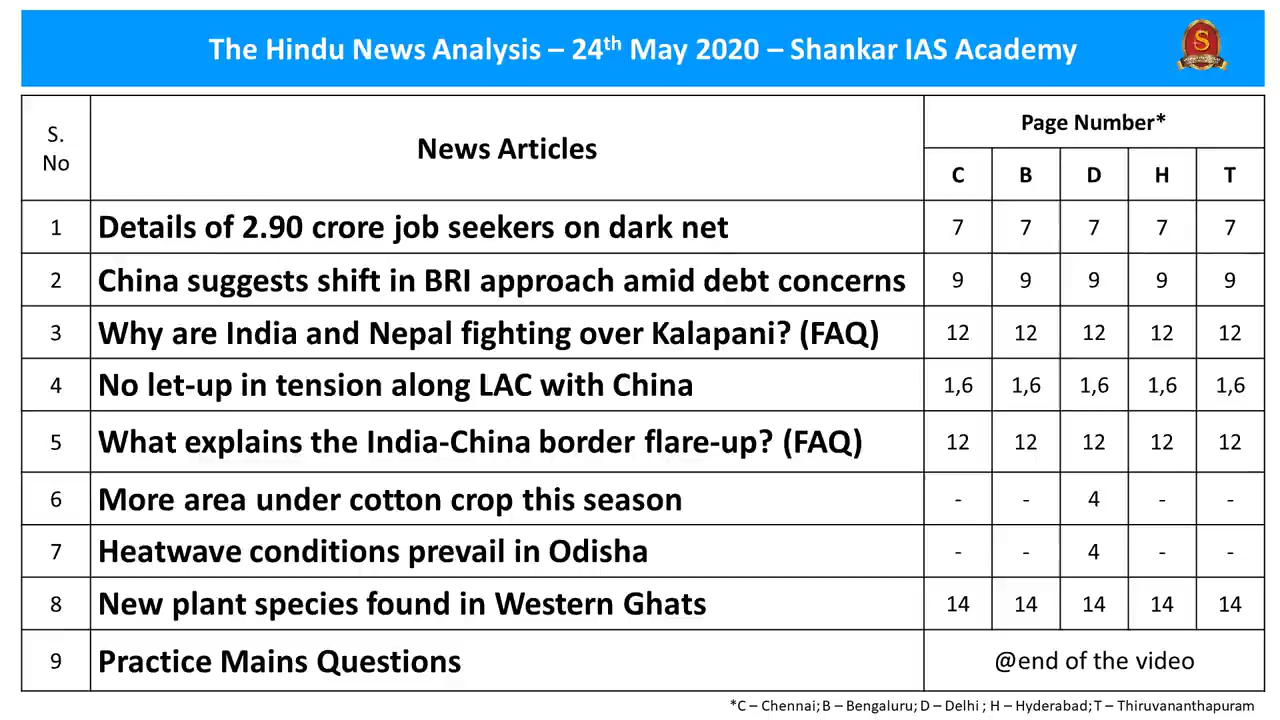 The Hindu News Analysis – 24th May 2020 – Shankar IAS Academy
S
S. No
News Articles
Page Number*
C B D H T
1 Details of 2.90 crore job seekers on dark net 7 7 7 7 7
2 China suggests shift in BRI approach amid debt concerns 9 9 9 9 9
3 Why are India and Nepal fighting over Kalapani? (FAQ) 12 12 12 12 12
4 No let-up in tension along LAC with China 1,6 1,6 1,6 1,6 1,6
5 What explains the India-China border flare-up? (FAQ) 12 12 12 12 12
6 More area under cotton crop this season - - 4 - -
7 Heatwave conditions prevail in Odisha - - 4 - -
8 New plant species found in Western Ghats 14 14 14 14 14
9 Practice Mains Questions @end of the video
*C – Chennai; B – Bengaluru; D – Delhi ; H – Hyderabad; T – Thiruvananthapuram